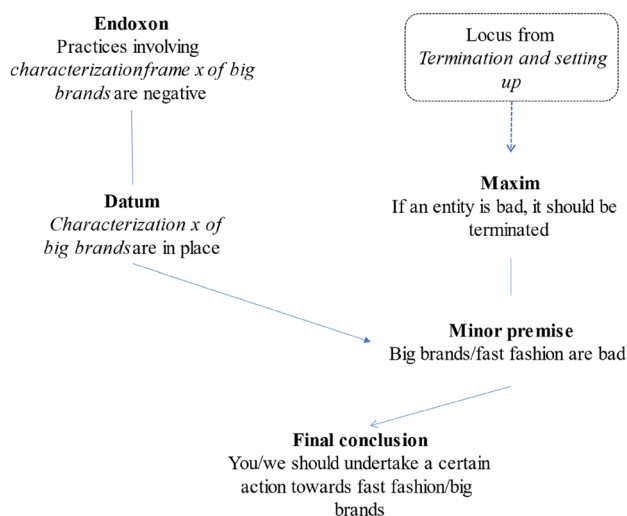 Endoxon
Practices involving
characterizationframe x of big
brands are negative
Locus from
Termination and setting
up
Datum
Characterization x of
big brands are in place
Maxim
If an entity is bad, it should be
terminated
Minor premise
Big brands/fast fashion are bad
Final conclusion
You/we should undertake a certain
action towards fast fashion/big
brands